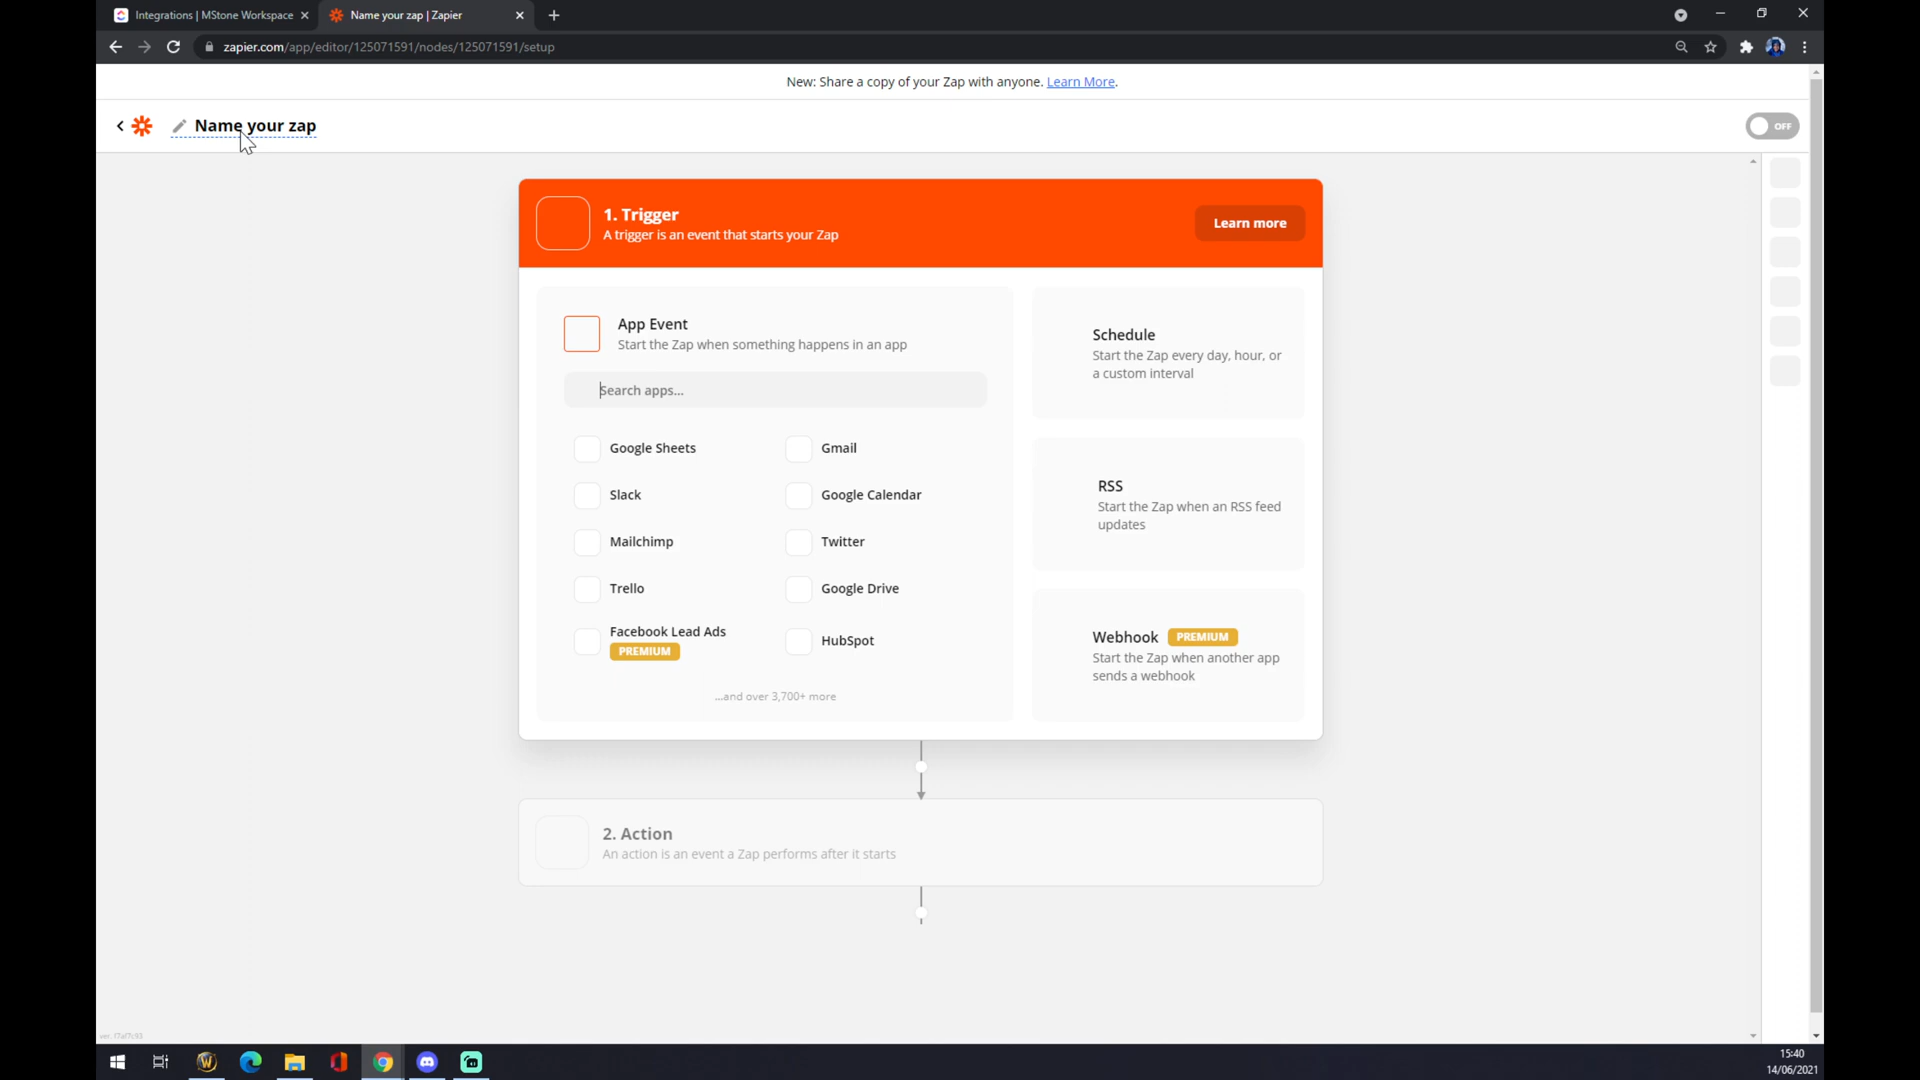 Integrations | MStone Workspace
Name your zap | Zapier
zapier.com/app/editor/125071591/nodes/125071591/setup
New: Share a copy of your Zap with anyone. Learn More.
Name your zap
OFF
1. Trigger
A trigger is an event that starts your Zap
Learn more
App Event
Start the Zap when something happens in an app
Search apps...
Google Sheets
Gmail
Slack
Google Calendar
Mailchimp
Twitter
Trello
Google Drive
Facebook Lead Ads
PREMIUM
HubSpot
...and over 3,700+ more
Schedule
Start the Zap every day, hour, or
a custom interval
RSS
Start the Zap when an RSS feed
updates
Webhook PREMIUM
Start the Zap when another app
sends a webhook
2. Action
An action is an event a Zap performs after it starts
15:40
14/06/2021